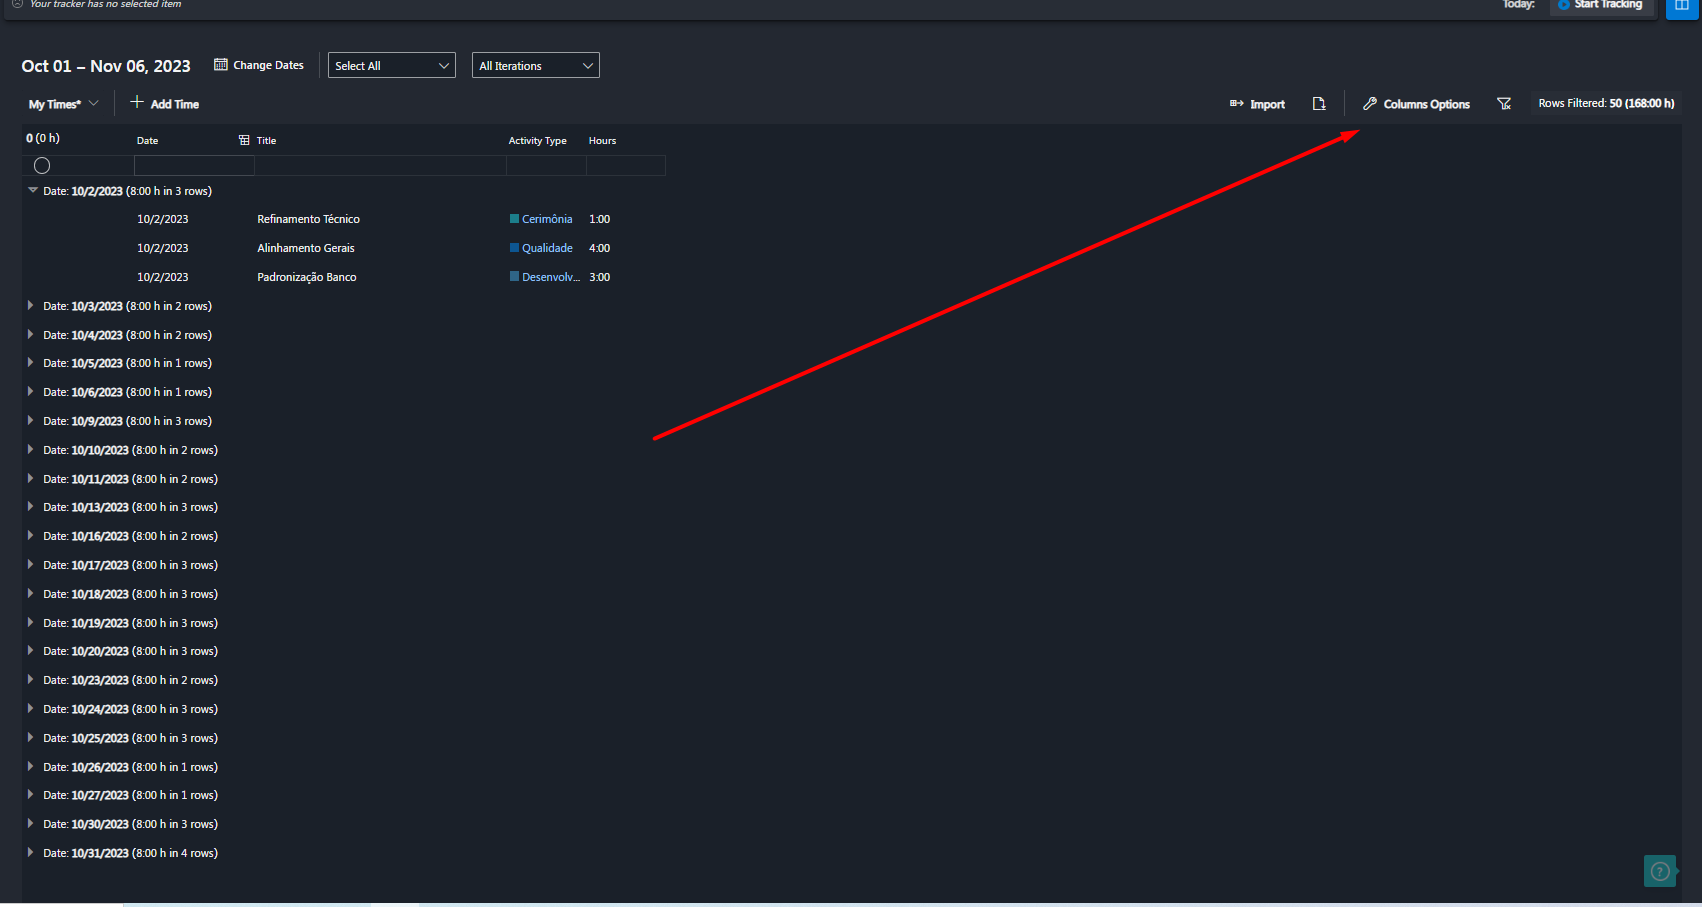 Your tracker has no selected item
Today:
Start Tracking
Oct 01 – Nov 06, 2023
Change Dates
Select All
All Iterations
My Times*
Add Time
Import
Columns Options
Rows Filtered: 50 (168:00 h)
0 (0 h)
Date
Title
Activity Type
Hours
Date: 10/2/2023 (8:00 h in 3 rows)
10/2/2023 Refinamento Técnico Cerimônia 1:00
10/2/2023 Alinhamento Gerais Qualidade 4:00
10/2/2023 Padronização Banco Desenvolv... 3:00
Date: 10/3/2023 (8:00 h in 2 rows)
Date: 10/4/2023 (8:00 h in 2 rows)
Date: 10/5/2023 (8:00 h in 1 rows)
Date: 10/6/2023 (8:00 h in 1 rows)
Date: 10/9/2023 (8:00 h in 3 rows)
Date: 10/10/2023 (8:00 h in 2 rows)
Date: 10/11/2023 (8:00 h in 2 rows)
Date: 10/13/2023 (8:00 h in 3 rows)
Date: 10/16/2023 (8:00 h in 2 rows)
Date: 10/17/2023 (8:00 h in 3 rows)
Date: 10/18/2023 (8:00 h in 3 rows)
Date: 10/19/2023 (8:00 h in 3 rows)
Date: 10/20/2023 (8:00 h in 3 rows)
Date: 10/23/2023 (8:00 h in 2 rows)
Date: 10/24/2023 (8:00 h in 3 rows)
Date: 10/25/2023 (8:00 h in 3 rows)
Date: 10/26/2023 (8:00 h in 1 rows)
Date: 10/27/2023 (8:00 h in 1 rows)
Date: 10/30/2023 (8:00 h in 3 rows)
Date: 10/31/2023 (8:00 h in 4 rows)